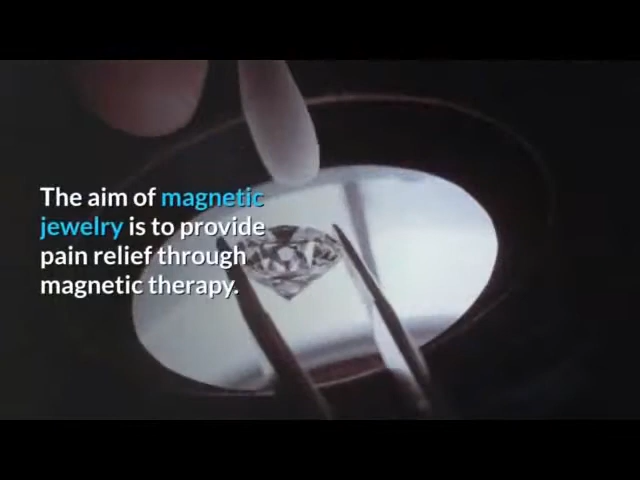 The aim of magnetic
jewelry is to provide
pain relief through
magnetic therapy.